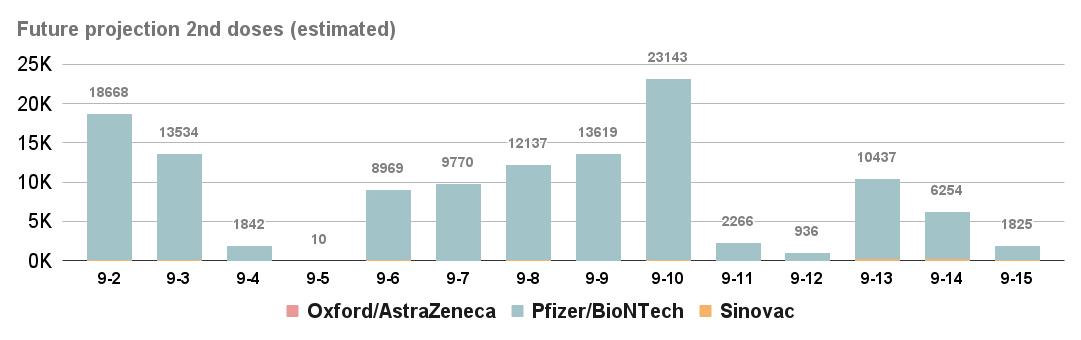 Future projection 2nd doses (estimated)
25K
20K
15K
10K
5K
0K
18668
13534
1842
10
8969
9770
12137
13619
23143
2266
936
10437
6254
1825
9-2 9-3 9-4 9-5 9-6 9-7 9-8 9-9 9-10 9-11 9-12 9-13 9-14 9-15
Oxford/AstraZeneca Pfizer/BioNTech Sinovac